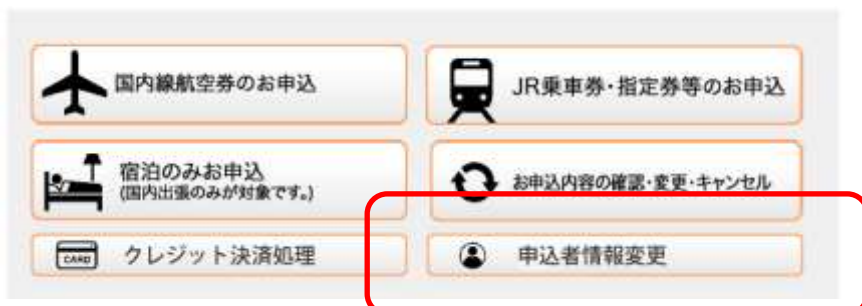 国内線航空券のお申込
JR乗車券・指定券等のお申込
宿泊のみお申込
(国内出張のみが対象です。)
お申込内容の確認・変更・キャンセル
CARD クレジット決済処理
申込者情報変更